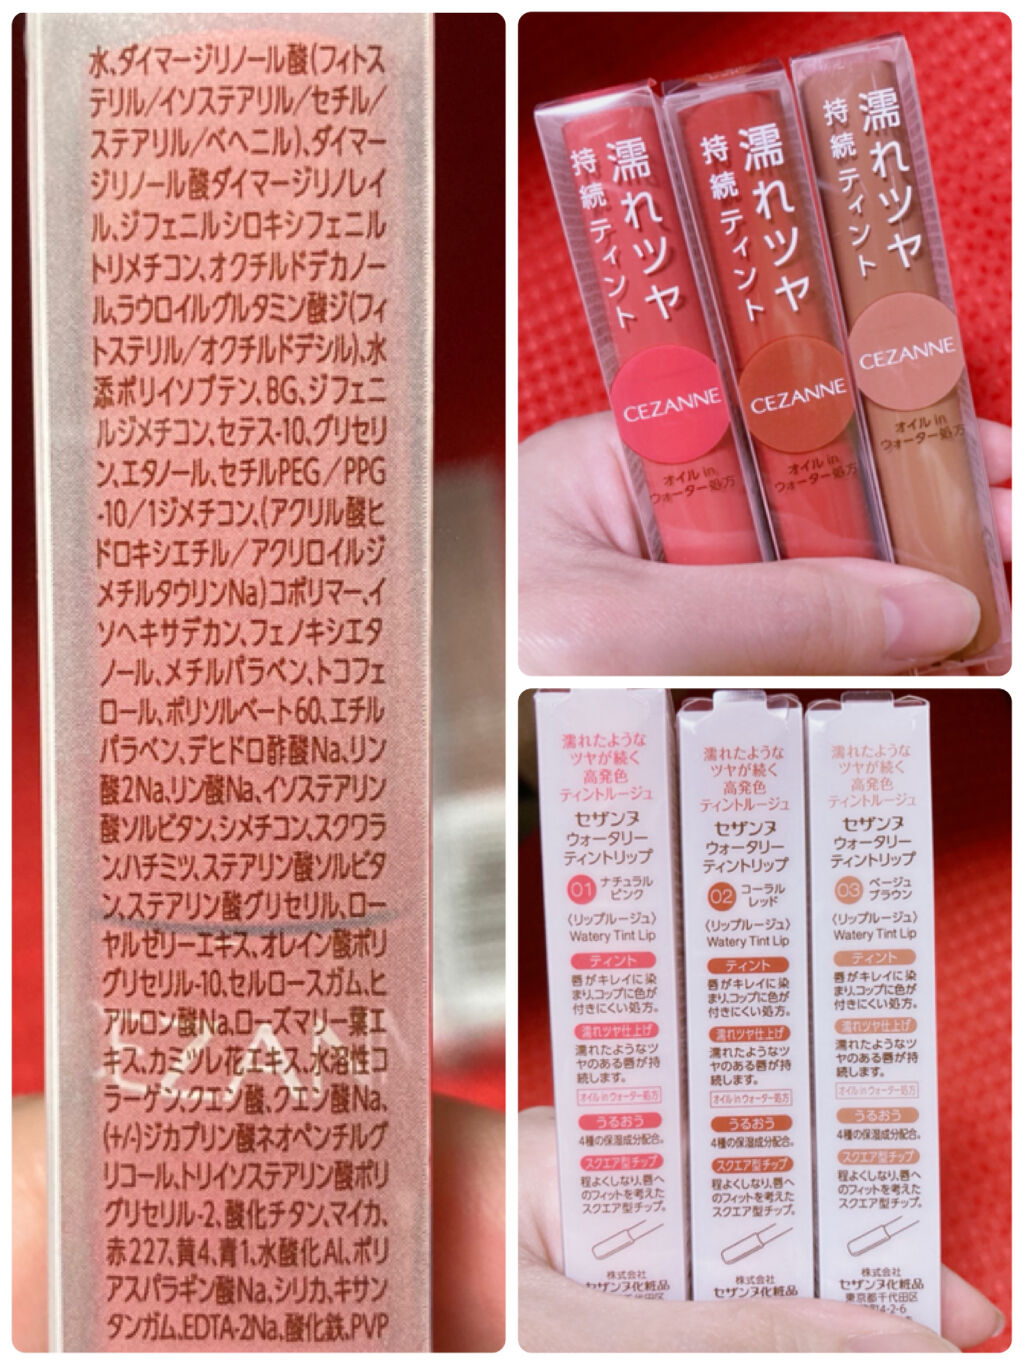 水、ダイマージリノール酸(フィトス
テリル/イソステアリル/セチル/
ステアリル/ベヘニル)、ダイマー
ジリノール酸ダイマージリノレイ
ル、ジフェニルシロキシフェニル
トリメチコン、オクチルドデカノー
ル、ラウロイルグルタミン酸ジ(フィ
トステリル/オクチルドデシル)、水
添ポリイソブテン、BG、ジフェニ
ルジメチコン、セテス-10、グリセリ
ン、エタノール、セチルPEG/PPG
-10/1ジメチコン、(アクリル酸ヒ
ドロキシエチル/アクリロイルジ
メチルタウリンNa)コポリマー、イ
ソヘキサデカン、フェノキシエタ
ノール、メチルパラベン、トコフェ
ロール、ポリソルベート60、エチル
パラベン、デヒドロ酢酸Na、リン
酸2Na、リン酸Na、イソステアリン
酸ソルビタン、シメチコン、スクワラ
ン、ハチミツ、ステアリン酸ソルビタ
ン、ステアリン酸グリセリル、ロー
ヤルゼリーエキス、オレイン酸ポリ
グリセリル-10、セルロースガム、ヒ
アルロン酸Na、ローズマリー葉エ
キス、カミツレ花エキス、水溶性コ
ラーゲン、クエン酸、クエン酸Na、
(+/-)ジカプリン酸ネオペンチルグ
リコール、トリイソステアリン酸ポリ
グリセリル-2、酸化チタン、マイカ、
赤227、黄4、青1、水酸化Al、ポリ
アスパラギン酸Na、シリカ、キサン
タンガム、EDTA-2Na、酸化鉄、PVP
濡れツヤ
持続ティント
CEZANNE
オイル in
ウォーター処方
濡れツヤ
持続ティント
CEZANNE
オイル in
ウォーター処方
濡れツヤ
持続ティント
CEZANNE
オイル in
ウォーター処方
濡れたような
ツヤが続く
高発色
ティントルージュ
セザンヌ
ウォータリー
ティントリップ
01 ナチュラル
ピンク
〈リップルージュ〉
Watery Tint Lip
ティント
唇がキレイに染
まり、コップに色が
付きにくい処方。
濡れツヤ仕上げ
濡れたようなツ
ヤのある唇が持
続します。
オイル in ウォーター処方
うるおう
4種の保湿成分配合。
スクエア型チップ
程よくしなり、唇へ
のフィットを考えた
スクエア型チップ。
株式会社
セザンヌ化粧品
濡れたような
ツヤが続く
高発色
ティントルージュ
セザンヌ
ウォータリー
ティントリップ
02 コーラル
レッド
〈リップルージュ〉
Watery Tint Lip
ティント
唇がキレイに染
まり、コップに色が
付きにくい処方。
濡れツヤ仕上げ
濡れたようなツ
ヤのある唇が持
続します。
オイル in ウォーター処方
うるおう
4種の保湿成分配合。
スクエア型チップ
程よくしなり、唇へ
のフィットを考えた
スクエア型チップ。
株式会社
セザンヌ化粧品
濡れたような
ツヤが続く
高発色
ティントルージュ
セザンヌ
ウォータリー
ティントリップ
03 ベージュ
ブラウン
〈リップルージュ〉
Watery Tint Lip
ティント
唇がキレイに染
まり、コップに色が
付きにくい処方。
濡れツヤ仕上げ
濡れたようなツ
ヤのある唇が持
続します。
オイル in ウォーター処方
うるおう
4種の保湿成分配合。
スクエア型チップ
程よくしなり、唇へ
のフィットを考えた
スクエア型チップ。
株式会社
セザンヌ化粧品
東京都千代田区